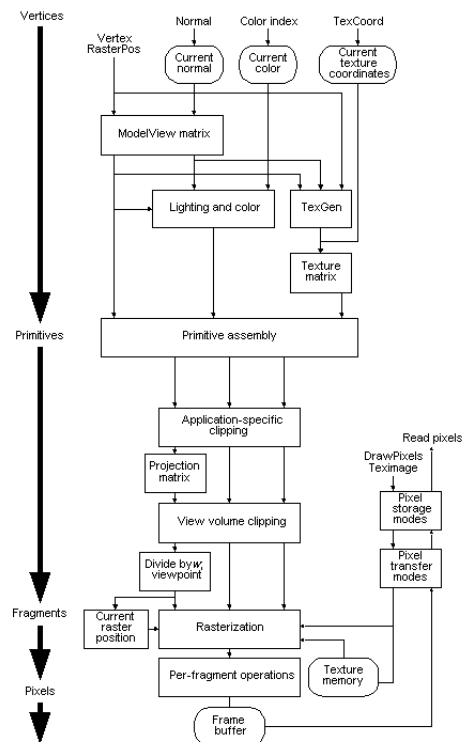 Vertices
Normal
Color index
TexCoord
Vertex
RasterPos
Current
normal
Current
color
Current
texture
coordinates
ModelView matrix
Lighting and color
TexGen
Texture
matrix
Primitives
Primitive assembly
Application-specific
clipping
Read pixels
DrawPixels
Teximage
Projection
matrix
Pixel
storage
modes
View volume clipping
Pixel
transfer
modes
Divide by w;
viewpoint
Fragments
Current
raster
position
Rasterization
Per-fragment operations
Texture
memory
Pixels
Frame
buffer